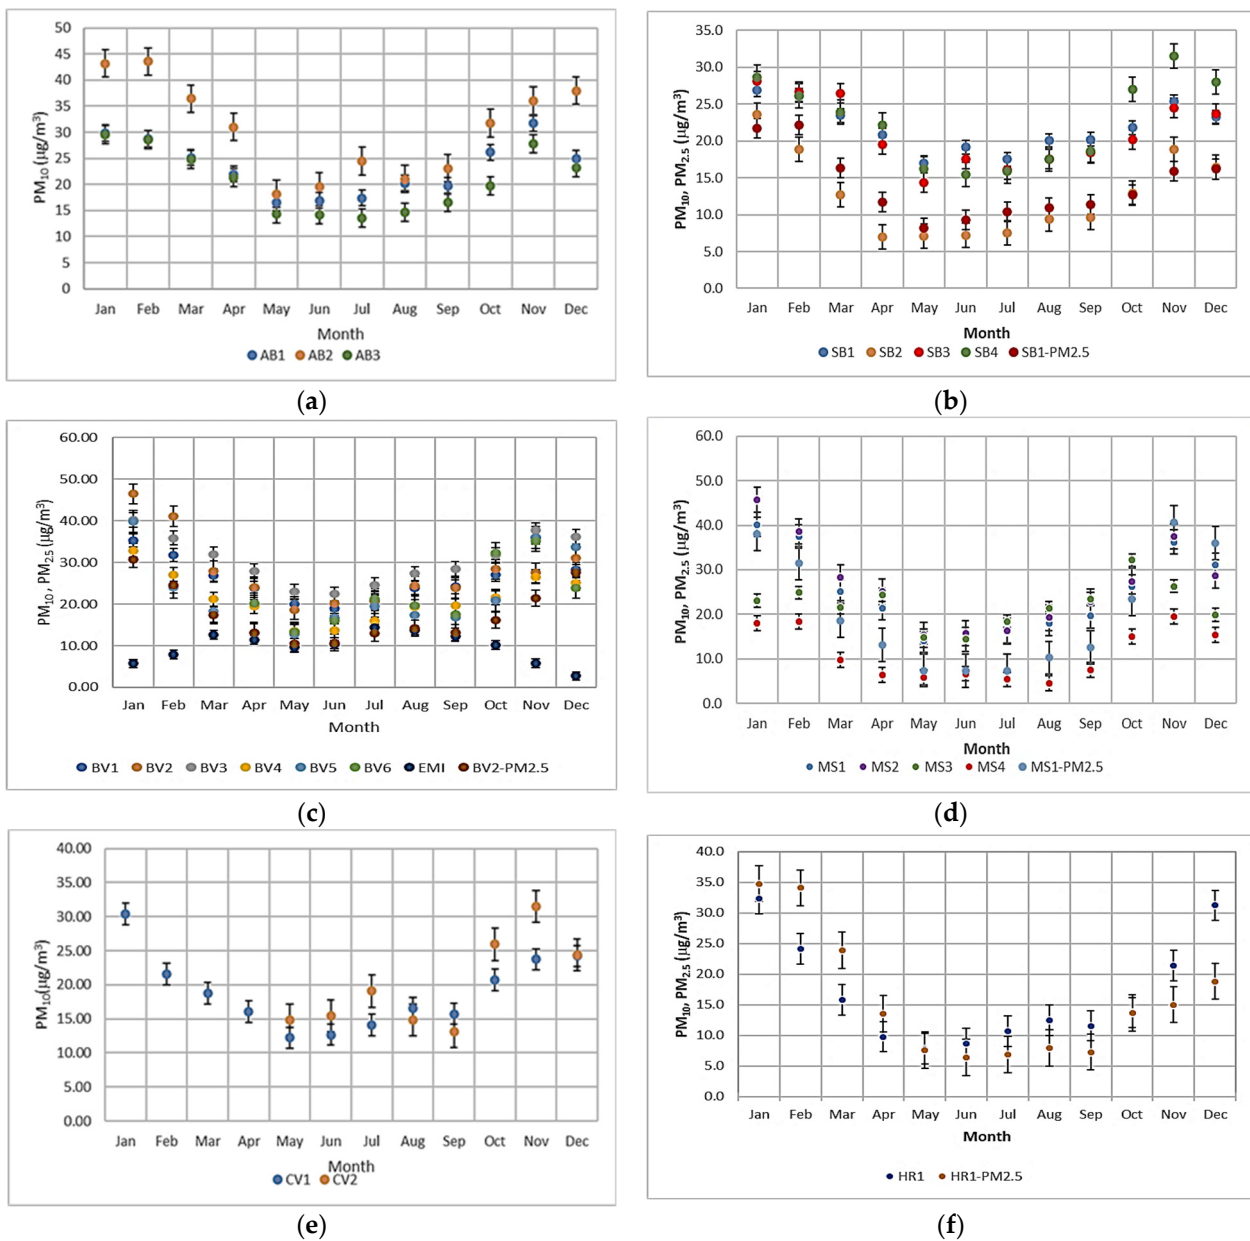 50
45
40
35
30
25
20
15
10
5
0
PM10 (µg/m³)
Jan Feb Mar Apr May Jun Jul Aug Sep Oct Nov Dec
Month
AB1 AB2 AB3
(a)
35.0
30.0
25.0
20.0
15.0
10.0
5.0
0.0
PM10, PM2.5 (µg/m³)
Jan Feb Mar Apr May Jun Jul Aug Sep Oct Nov Dec
Month
SB1 SB2 SB3 SB4 SB1-PM2.5
(b)
60.00
50.00
40.00
30.00
20.00
10.00
0.00
PM10, PM2.5 (µg/m³)
Jan Feb Mar Apr May Jun Jul Aug Sep Oct Nov Dec
Month
BV1 BV2 BV3 BV4 BV5 BV6 EMI BV2-PM2.5
(c)
60.0
50.0
40.0
30.0
20.0
10.0
0.0
PM10, PM2.5 (µg/m³)
Jan Feb Mar Apr May Jun Jul Aug Sep Oct Nov Dec
Month
MS1 MS2 MS3 MS4 MS1-PM2.5
(d)
40.00
35.00
30.00
25.00
20.00
15.00
10.00
5.00
0.00
PM10(µg/m³)
Jan Feb Mar Apr May Jun Jul Aug Sep Oct Nov Dec
Month
CV1 CV2
(e)
40.0
35.0
30.0
25.0
20.0
15.0
10.0
5.0
0.0
PM10, PM2.5 (µg/m³)
Jan Feb Mar Apr May Jun Jul Aug Sep Oct Nov Dec
Month
HR1 HR1-PM2.5
(f)